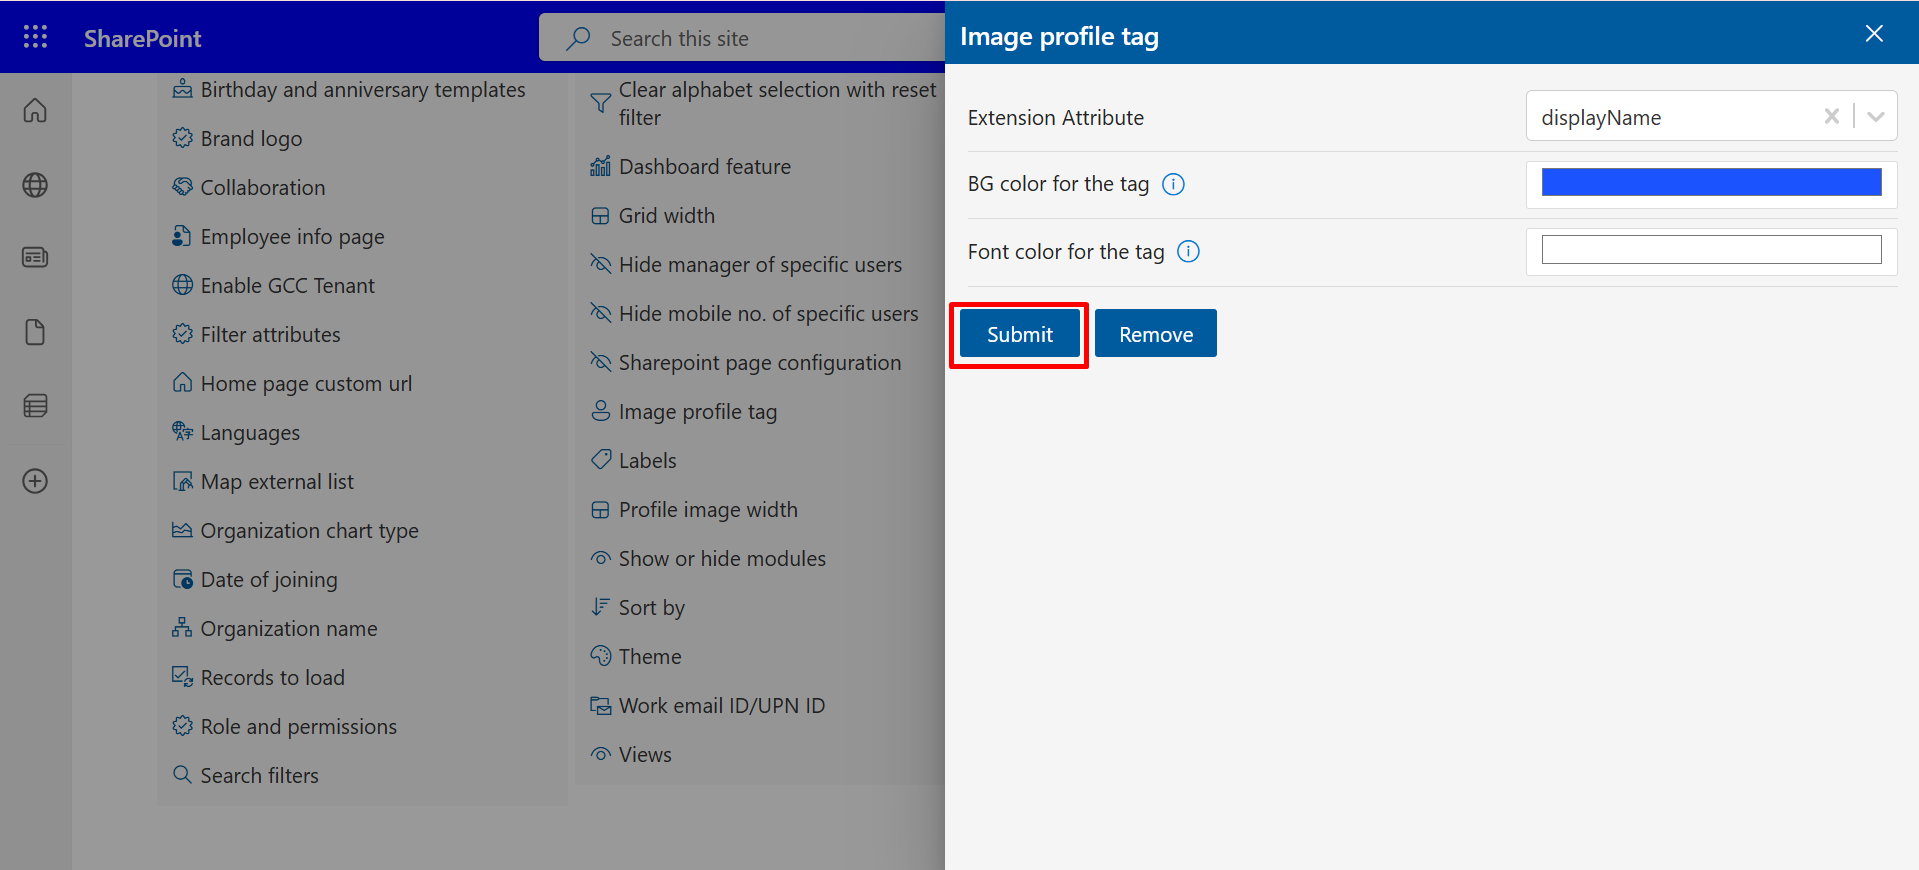 SharePoint
Search this site
Birthday and anniversary templates
Brand logo
Collaboration
Employee info page
Enable GCC Tenant
Filter attributes
Home page custom url
Languages
Map external list
Organization chart type
Date of joining
Organization name
Records to load
Role and permissions
Search filters
Clear alphabet selection with reset
filter
Dashboard feature
Grid width
Hide manager of specific users
Hide mobile no. of specific users
Sharepoint page configuration
Image profile tag
Labels
Profile image width
Show or hide modules
Sort by
Theme
Work email ID/UPN ID
Views
Image profile tag
Extension Attribute
displayName
BG color for the tag
Font color for the tag
Submit
Remove